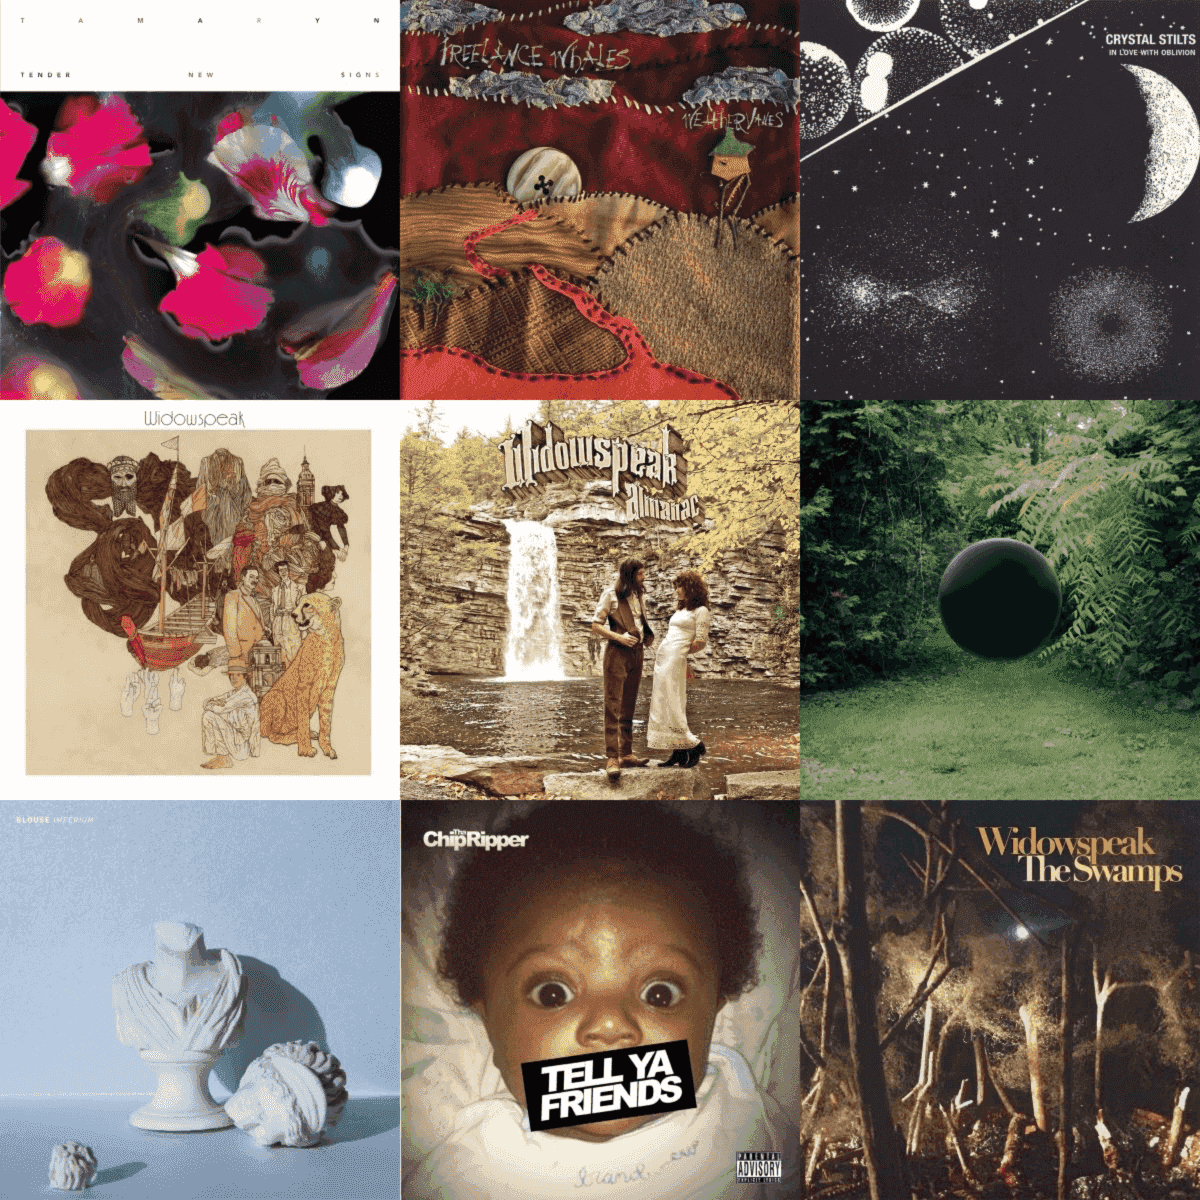 T A M A R Y N
TENDER NEW SIGNS
FREELANCE WHALES
WEATHERVANES
CRYSTAL STILTS
IN LOVE WITH OBLIVION
Widowspeak
Widowspeak
Almanac
BLOUSE IMPERIUM
Tha
ChipRipper
TELL YA
FRIENDS
PARENTAL
ADVISORY
EXPLICIT LYRICS
Widowspeak
The Swamps